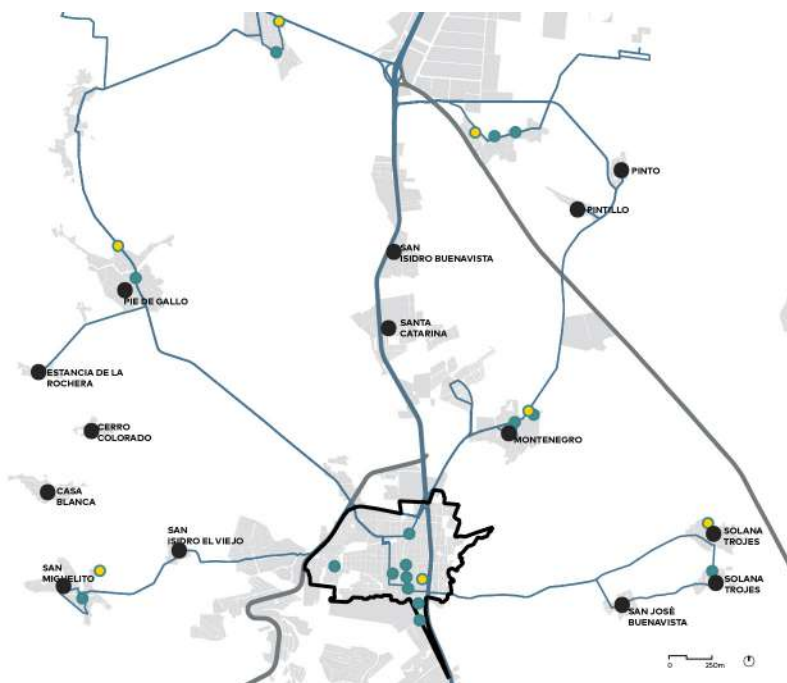 PINTO
PINTILLO
SAN
ISIDRO BUENAVISTA
PIE DE GALLO
SANTA
CATARINA
ESTANCIA DE LA
ROCHERA
CERRO
COLORADO
MONTENEGRO
CASA
BLANCA
SAN
ISIDRO EL VIEJO
SOLANA
TROJES
SAN
MIGUELITO
SOLANA
TROJES
SAN JOSÈ
BUENAVISTA
0 250m